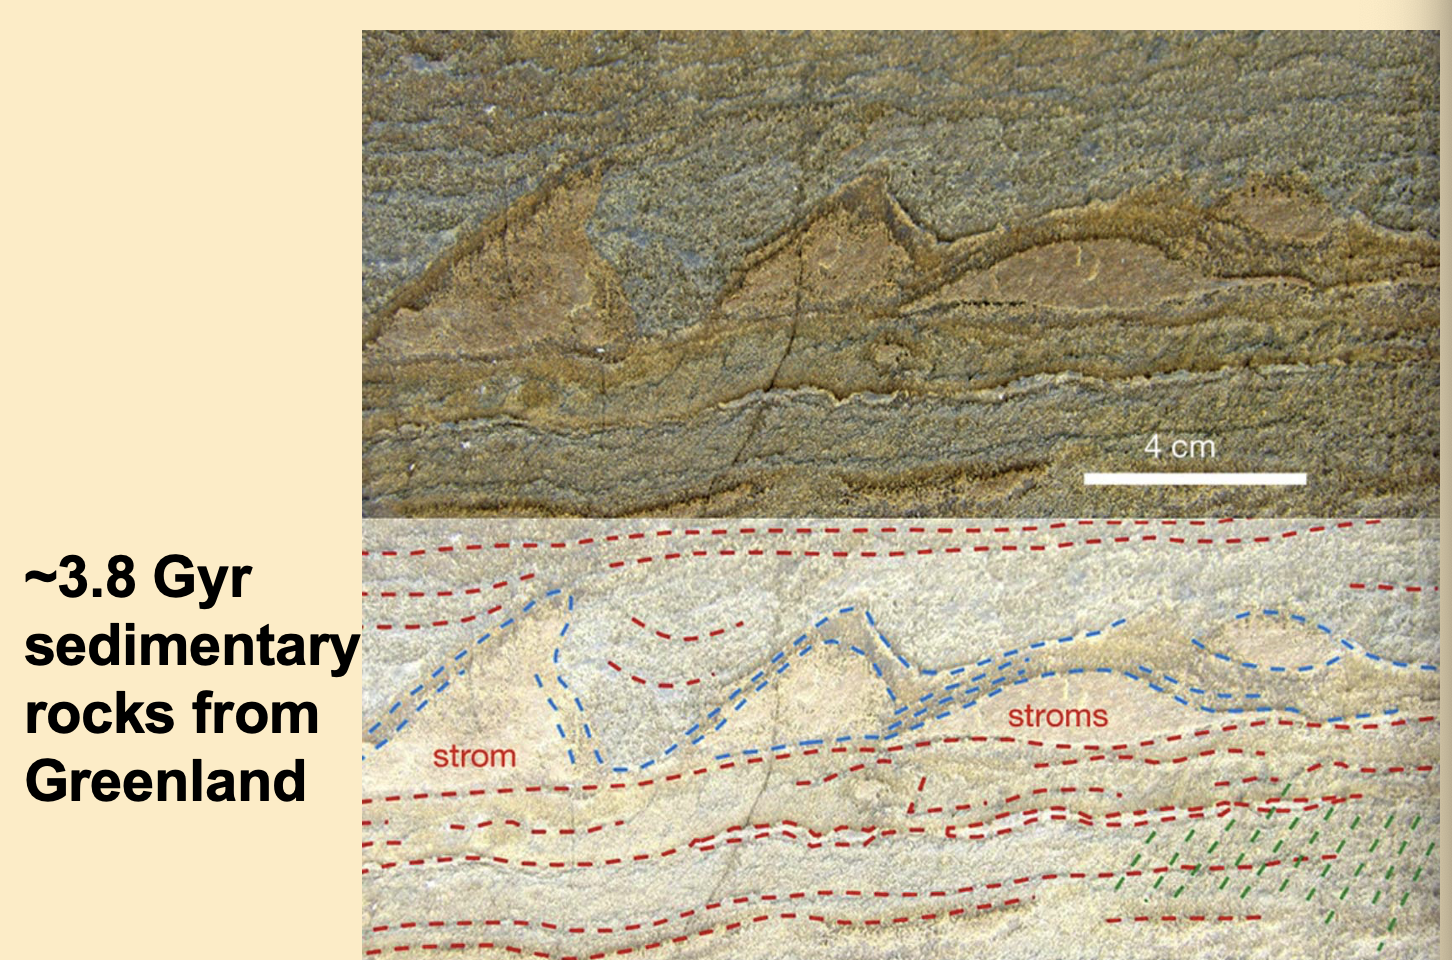 4 cm
~3.8 Gyr
sedimentary
rocks from
Greenland
strom
stroms